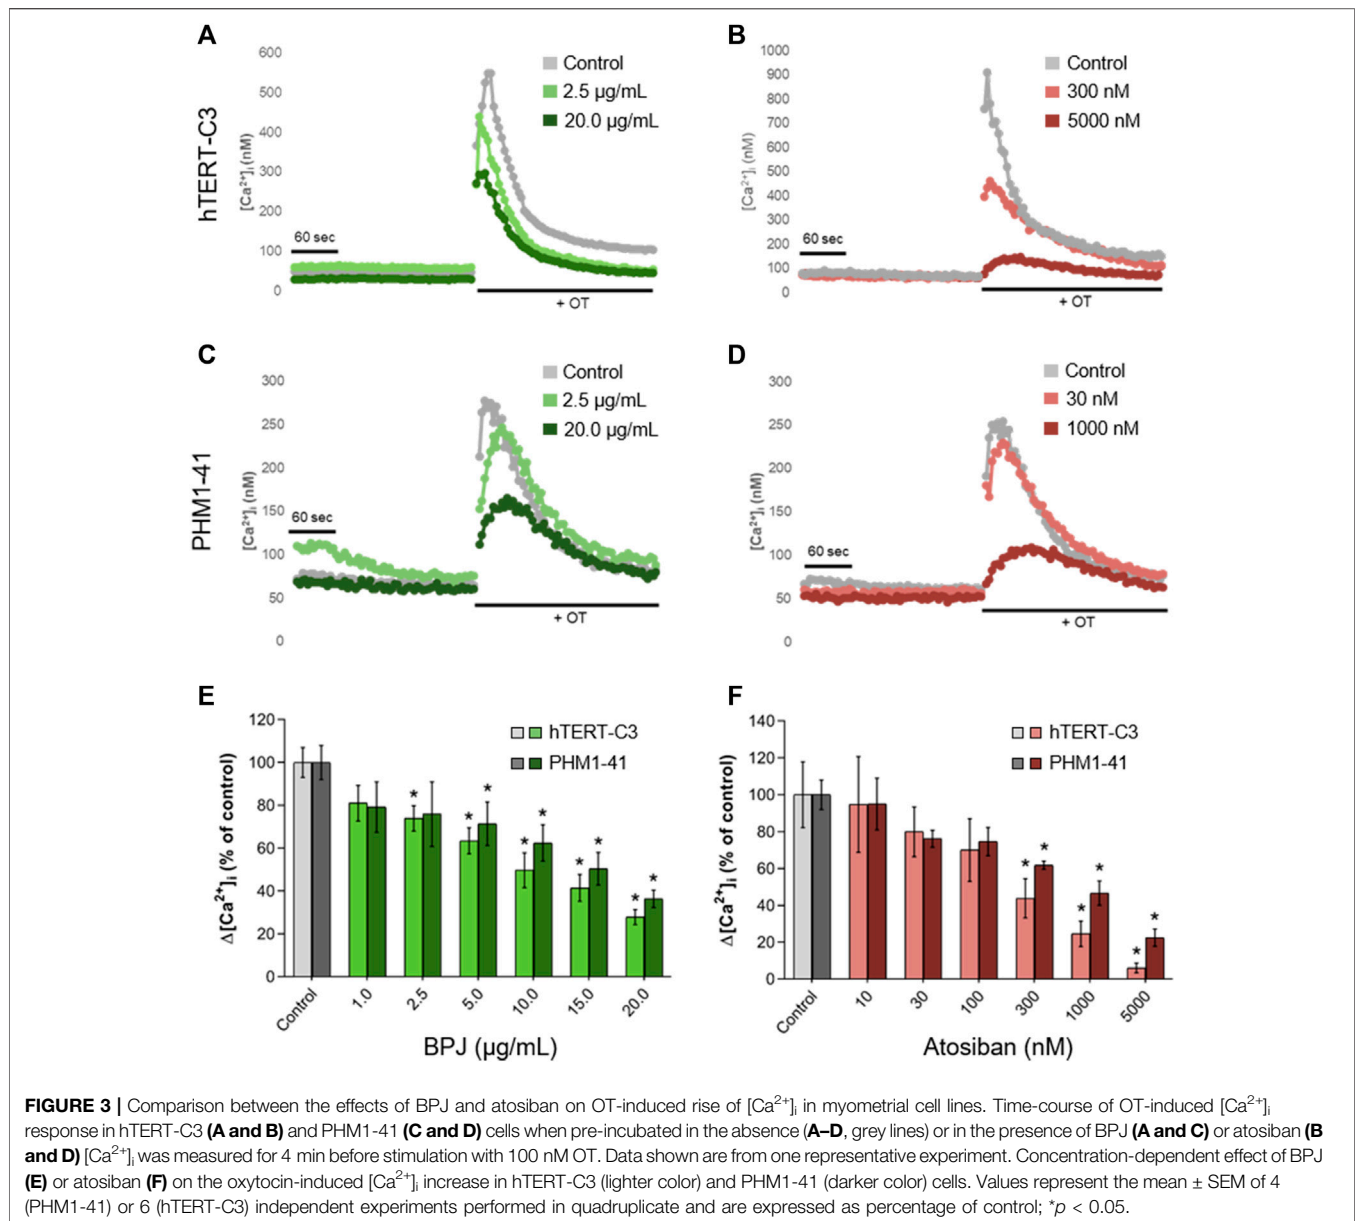 A
hTERT-C3
[Ca²⁺]ᵢ (nM)
600
500
400
300
200
100
0
Control
2.5 µg/mL
20.0 µg/mL
60 sec
+ OT
B
[Ca²⁺]ᵢ (nM)
1000
900
800
700
600
500
400
300
200
100
0
Control
300 nM
5000 nM
60 sec
+ OT
C
PHM1-41
[Ca²⁺]ᵢ (nM)
300
250
200
150
100
50
0
Control
2.5 µg/mL
20.0 µg/mL
60 sec
+ OT
D
[Ca²⁺]ᵢ (nM)
300
250
200
150
100
50
0
Control
30 nM
1000 nM
60 sec
+ OT
E
Δ[Ca²⁺]ᵢ (% of control)
120
100
80
60
40
20
0
hTERT-C3
PHM1-41
* * * * * * * * *
Control 1.0 2.5 5.0 10.0 15.0 20.0
BPJ (µg/mL)
F
Δ[Ca²⁺]ᵢ (% of control)
140
120
100
80
60
40
20
0
hTERT-C3
PHM1-41
* * * * * *
Control 10 30 100 300 1000 5000
Atosiban (nM)
FIGURE 3 | Comparison between the effects of BPJ and atosiban on OT-induced rise of [Ca²⁺]ᵢ in myometrial cell lines. Time-course of OT-induced [Ca²⁺]ᵢ
response in hTERT-C3 (A and B) and PHM1-41 (C and D) cells when pre-incubated in the absence (A–D, grey lines) or in the presence of BPJ (A and C) or atosiban (B
and D) [Ca²⁺]ᵢ was measured for 4 min before stimulation with 100 nM OT. Data shown are from one representative experiment. Concentration-dependent effect of BPJ
(E) or atosiban (F) on the oxytocin-induced [Ca²⁺]ᵢ increase in hTERT-C3 (lighter color) and PHM1-41 (darker color) cells. Values represent the mean ± SEM of 4
(PHM1-41) or 6 (hTERT-C3) independent experiments performed in quadruplicate and are expressed as percentage of control; *p < 0.05.